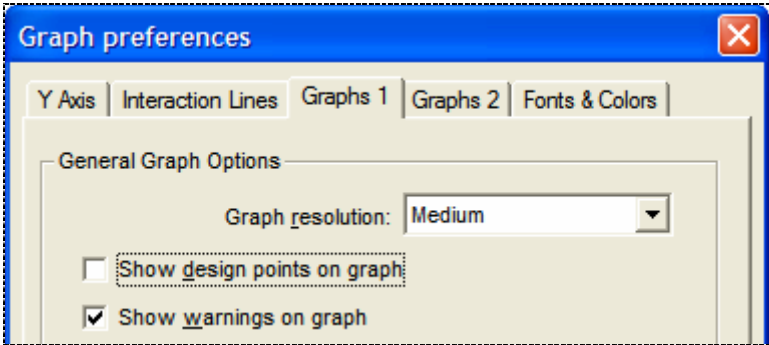 Graph preferences
Y Axis Interaction Lines Graphs 1 Graphs 2 Fonts & Colors
General Graph Options
Graph resolution: Medium
Show design points on graph
Show warnings on graph